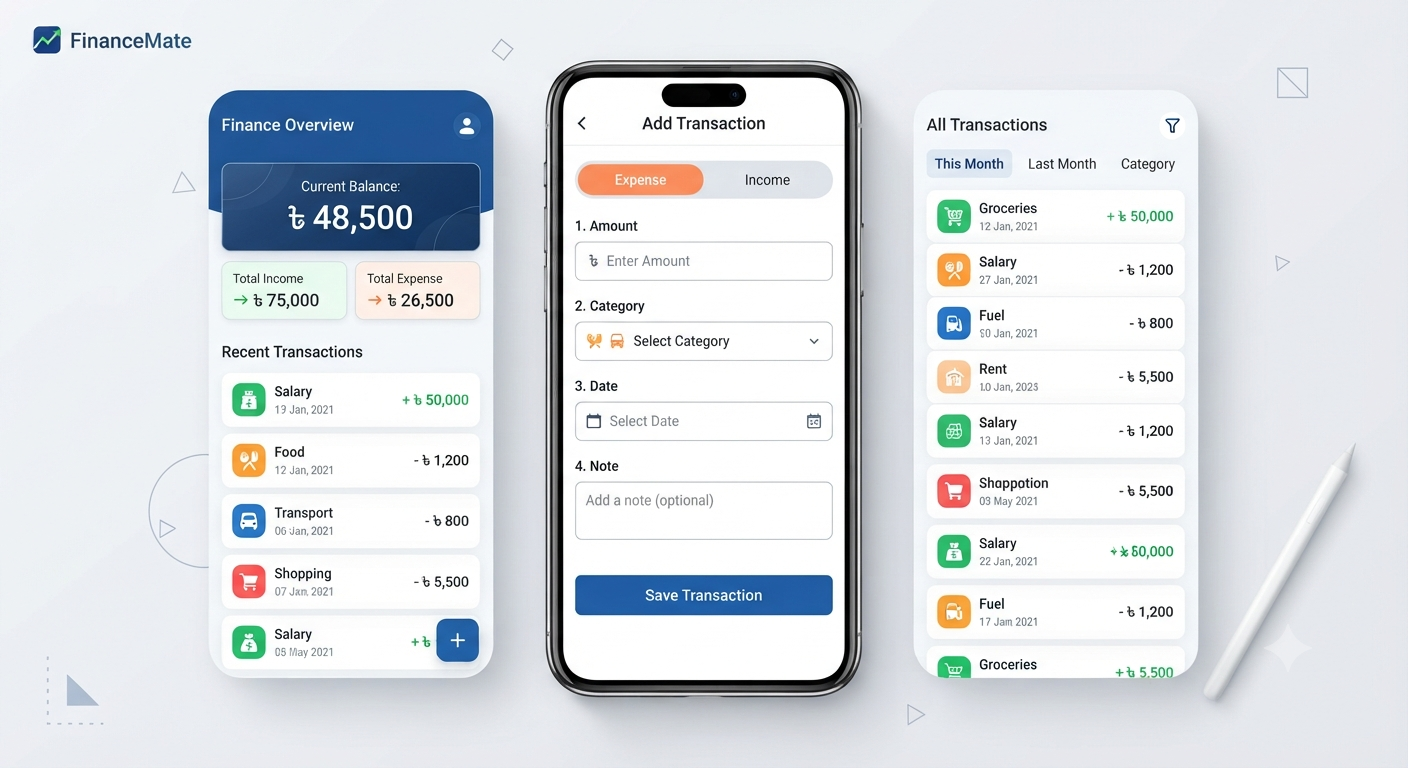 FinanceMate
Finance Overview
Current Balance:
৳ 48,500
Total Income
→ ৳ 75,000
Total Expense
→ ৳ 26,500
Recent Transactions
Salary
+ ৳ 50,000
13 Jan, 2021
Food
- ৳ 1,200
12 Jan, 2021
Transport
- ৳ 800
06 Jan, 2021
Shopping
- ৳ 5,500
07 Jan, 2021
Salary
+ ৳
May 2021
+
Add Transaction
Expense
Income
1. Amount
৳ Enter Amount
2. Category
Select Category
3. Date
Select Date
4. Note
Add a note (optional)
Save Transaction
All Transactions
This Month
Last Month
Category
Groceries
+ ৳ 50,000
12 Jan, 2021
Salary
- ৳ 1,200
27 Jan, 2021
Fuel
- ৳ 800
Jan, 2021
Rent
- ৳ 5,500
10 Jan,
Salary
- ৳ 1,200
13 Jan, 2021
Shoppotion
- ৳ 5,500
03 May 2021
Salary
50,000
22 Jan, 2021
Fuel
- ৳ 1,200
17 Jan 2021
Groceries
+ ৳ 5,500